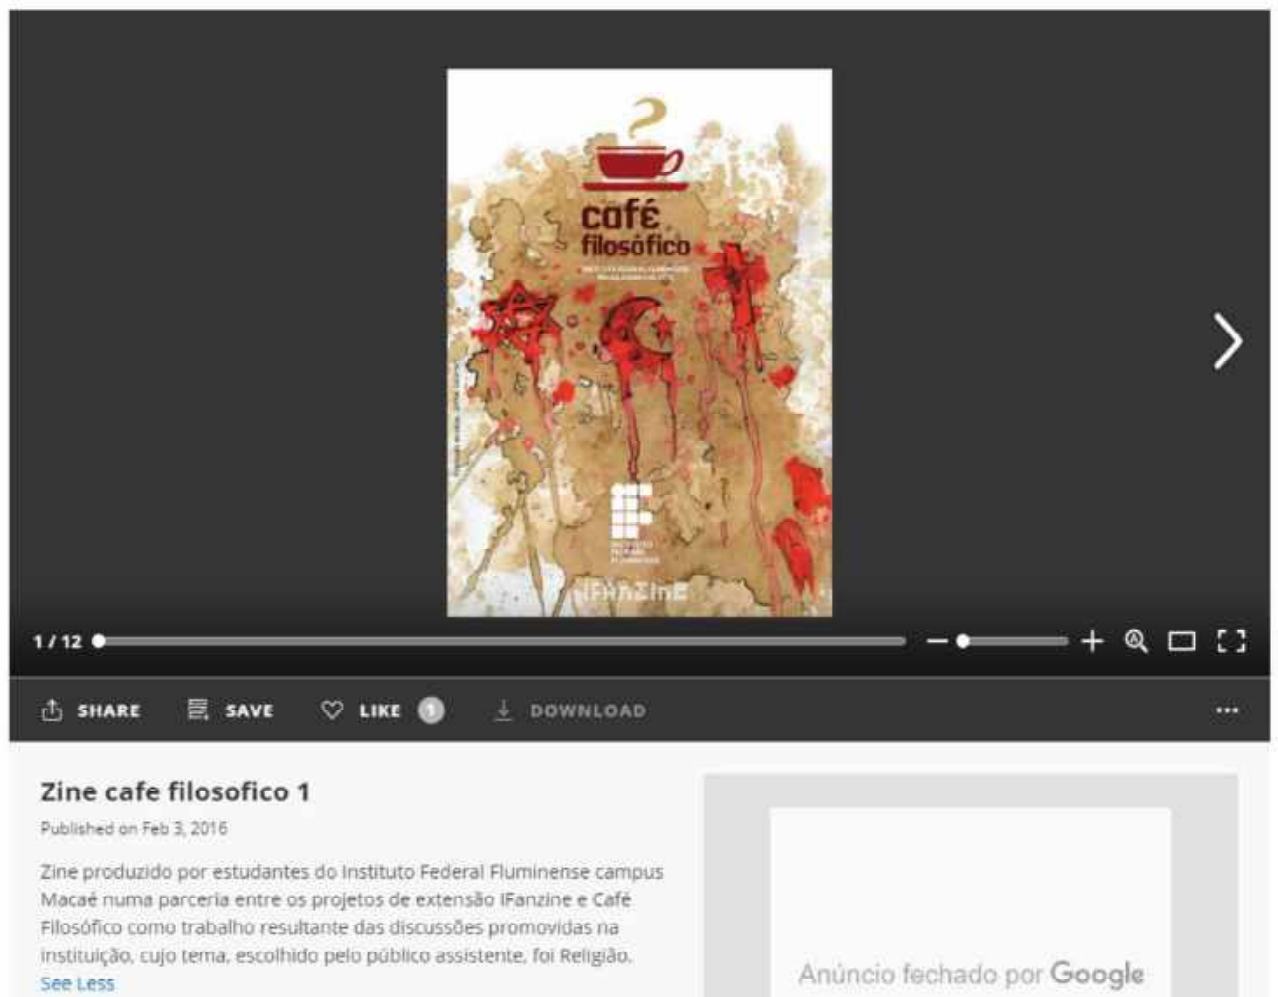 café
filosófico
INSTITUTO
FEDERAL
FLUMINENSE
IFAnZinE
1 / 12
SHARE
SAVE
LIKE 1
DOWNLOAD
Zine cafe filosofico 1
Published on Feb 3, 2016
Zine produzido por estudantes do Instituto Federal Fluminense campus
Macaé numa parceria entre os projetos de extensão IFanzine e Café
Filosófico como trabalho resultante das discussões promovidas na
instituição, cujo tema, escolhido pelo público assistente, foi Religião.
See Less
Anúncio fechado por Google